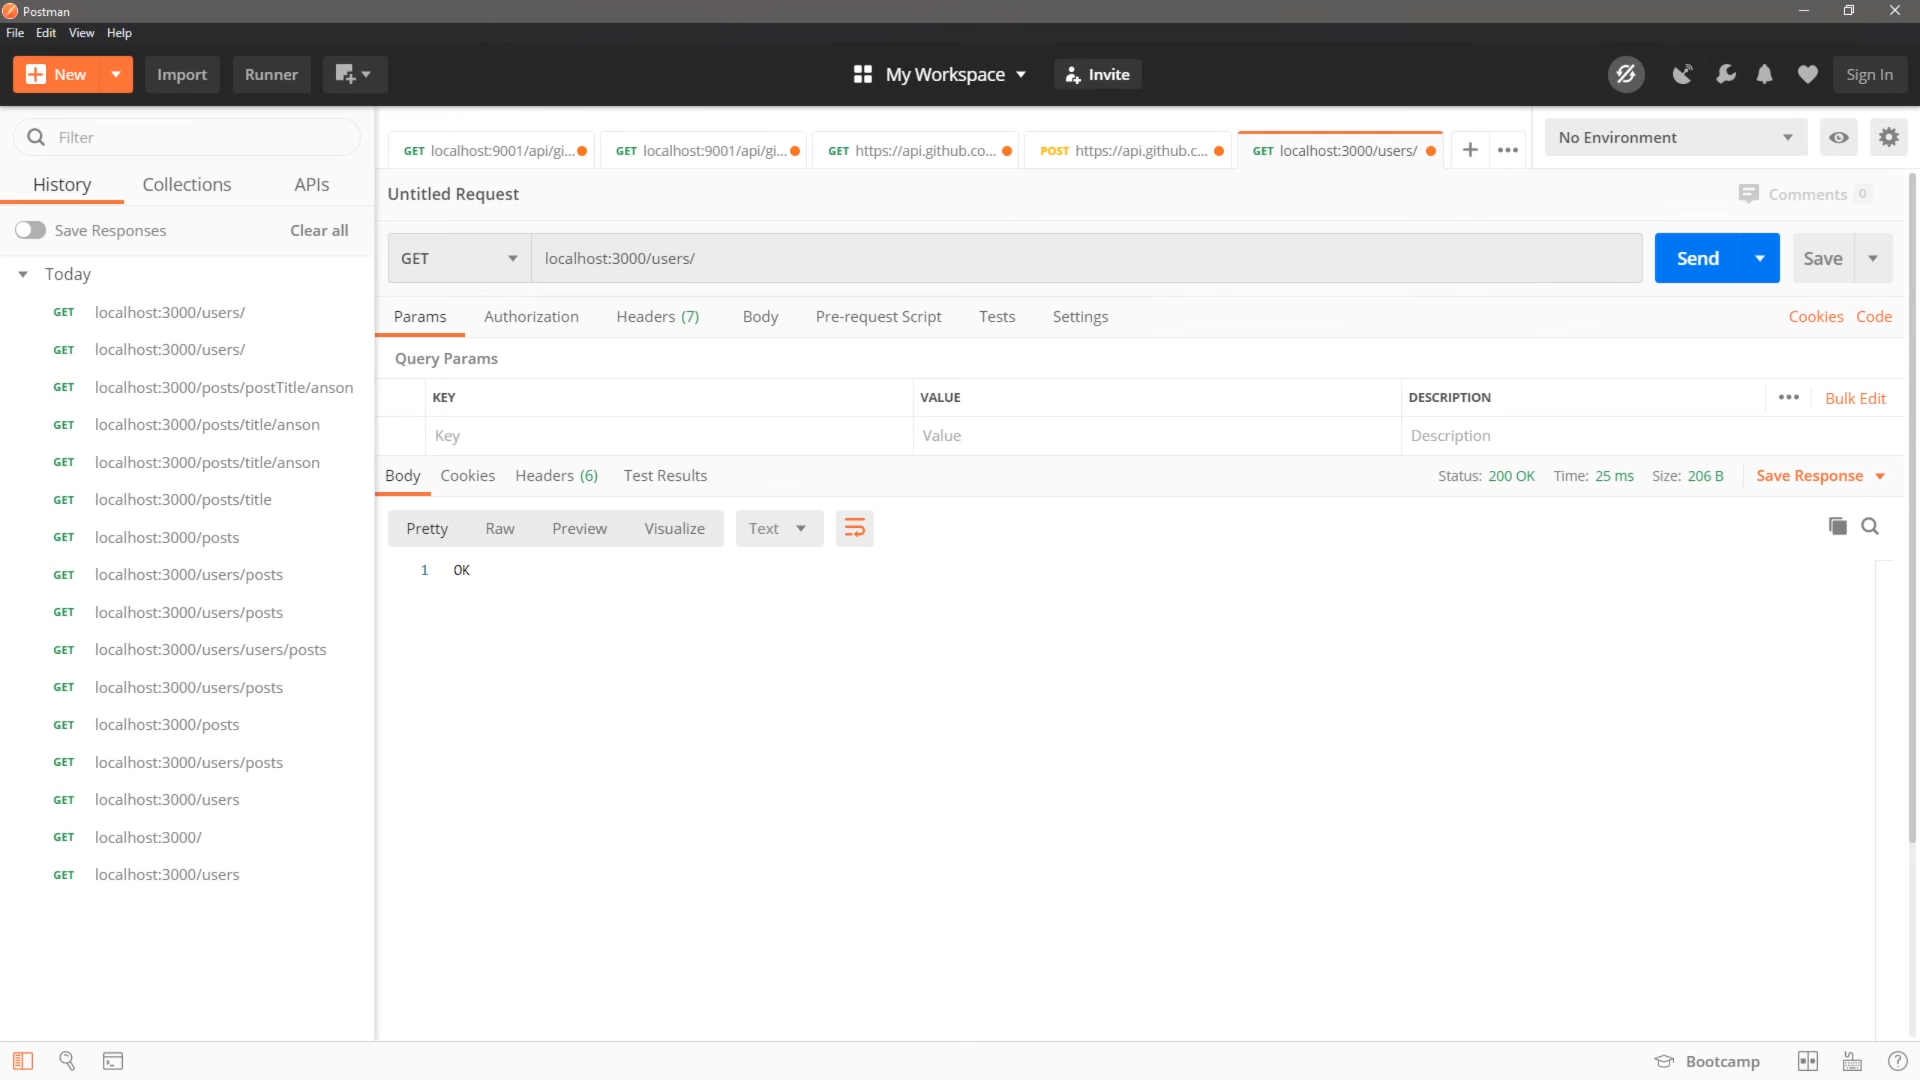 Postman
File Edit View Help
New Import Runner My Workspace Invite Sign In
Filter
GET localhost:9001/api/gi... GET localhost:9001/api/gi... GET https://api.github.co... POST https://api.github.c... GET localhost:3000/users/ No Environment
History Collections APIs
Untitled Request Comments 0
Save Responses Clear all
GET localhost:3000/users/ Send Save
Today
GET localhost:3000/users/
GET localhost:3000/users/
GET localhost:3000/posts/postTitle/anson
GET localhost:3000/posts/title/anson
GET localhost:3000/posts/title/anson
GET localhost:3000/posts/title
GET localhost:3000/posts
GET localhost:3000/users/posts
GET localhost:3000/users/posts
GET localhost:3000/users/users/posts
GET localhost:3000/users/posts
GET localhost:3000/posts
GET localhost:3000/users/posts
GET localhost:3000/users
GET localhost:3000/
GET localhost:3000/users
Params Authorization Headers (7) Body Pre-request Script Tests Settings Cookies Code
Query Params
KEY VALUE DESCRIPTION Bulk Edit
Key Value Description
Body Cookies Headers (6) Test Results Status: 200 OK Time: 25 ms Size: 206 B Save Response
Pretty Raw Preview Visualize Text
1 OK
Bootcamp